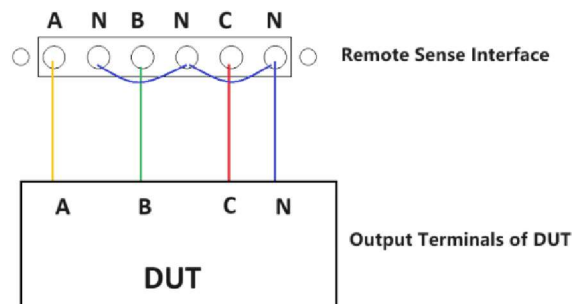 A N B N C N
Remote Sense Interface
A B C N
Output Terminals of DUT
DUT